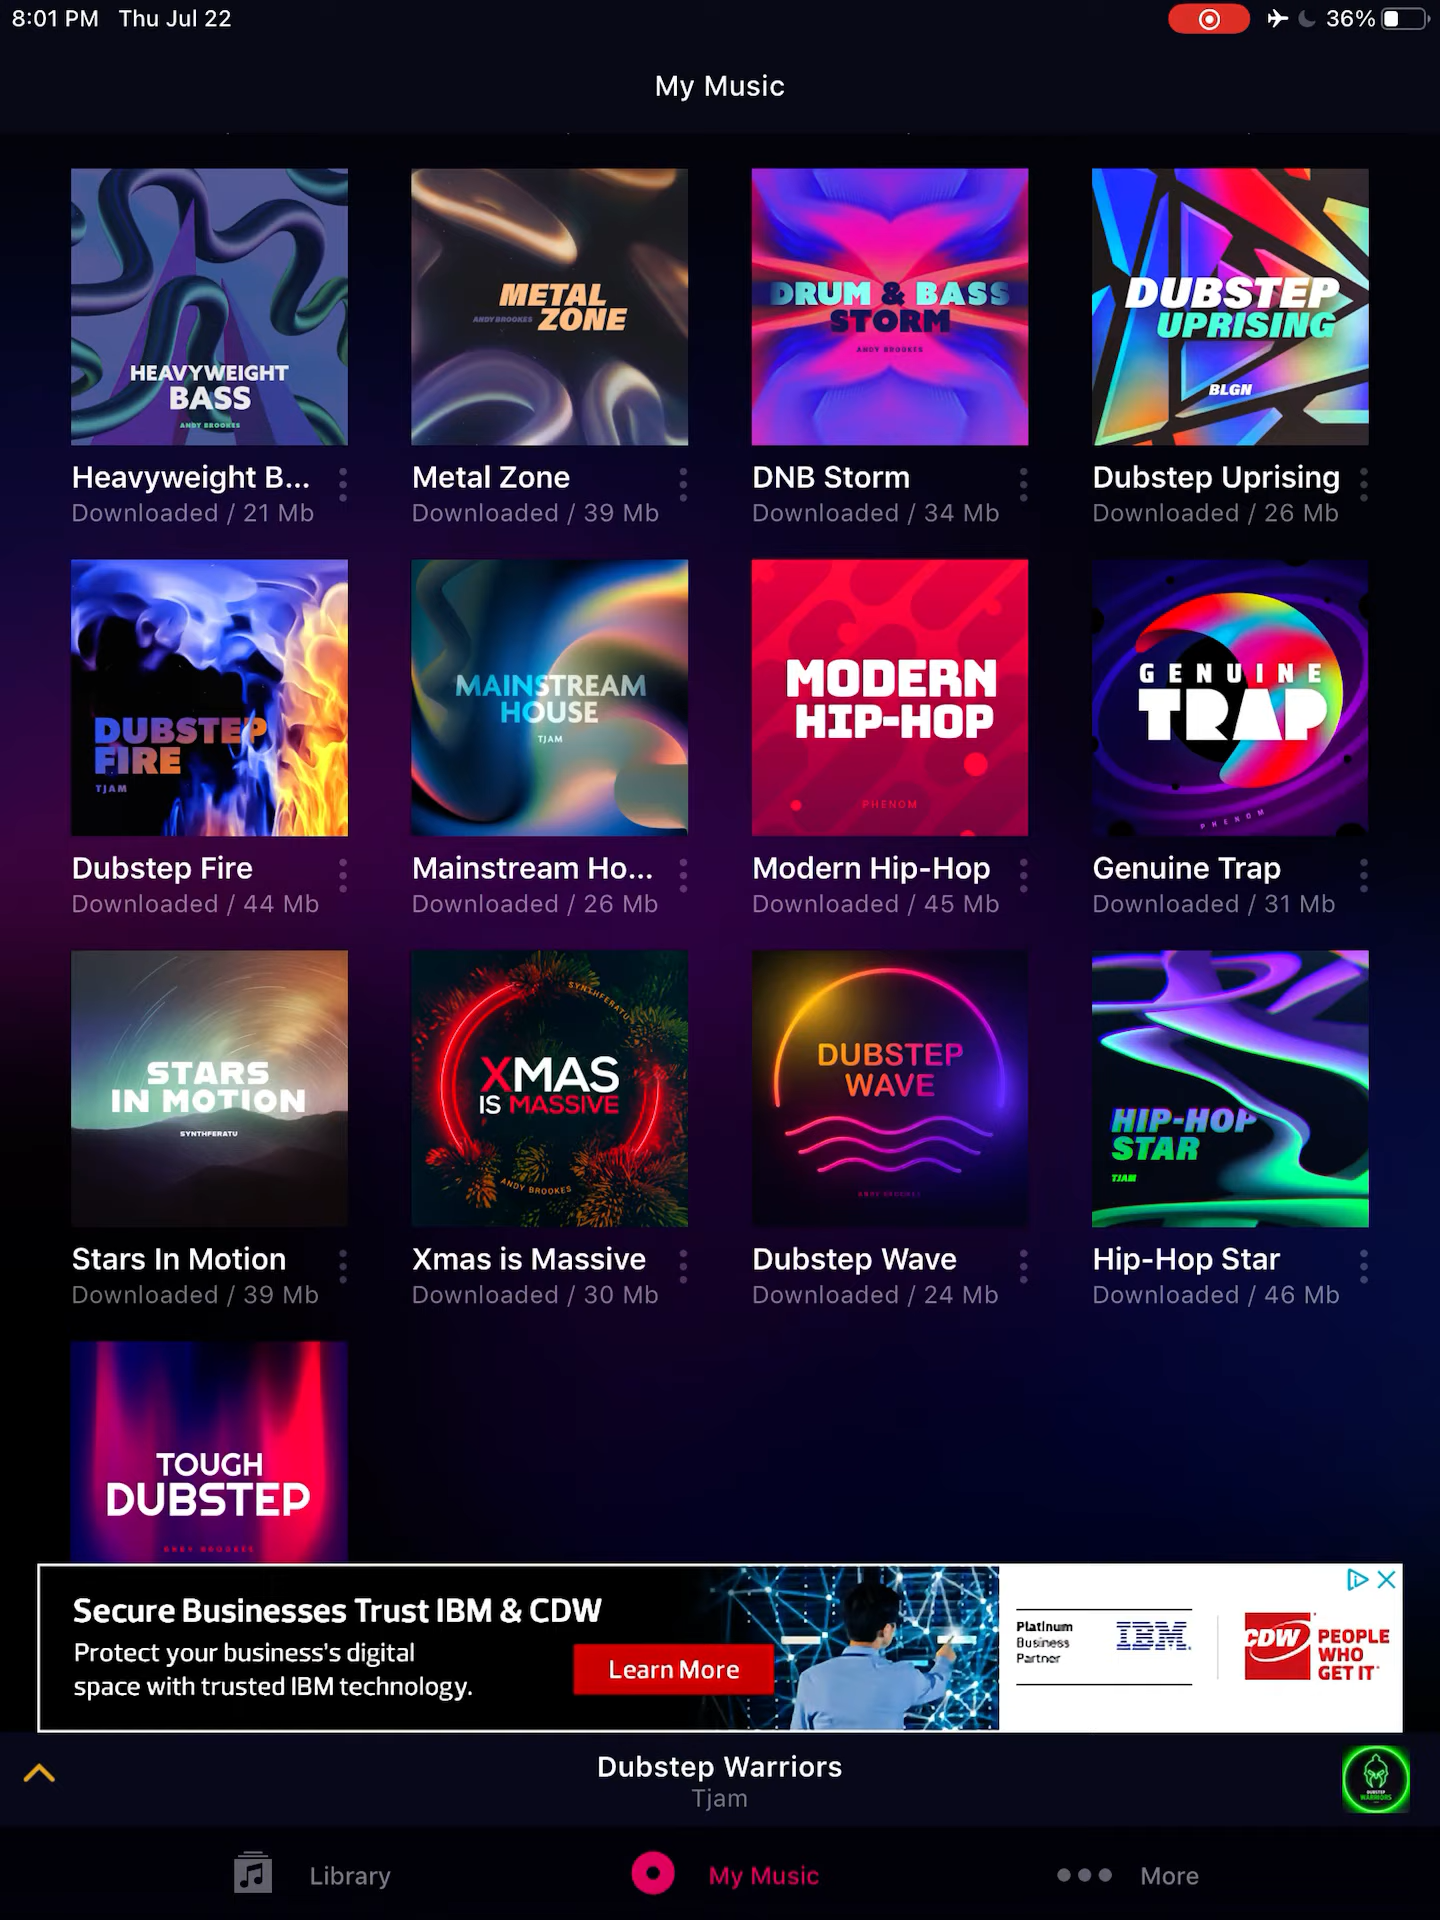 8:01 PM Thu Jul 22
36%
My Music
HEAVYWEIGHT
BASS
ANDY BROOKES
METAL
ANDY BROOKES ZONE
DRUM & BASS
STORM
ANDY BROOKES
DUBSTEP
UPRISING
BLGN
Heavyweight B...
Downloaded / 21 Mb
Metal Zone
Downloaded / 39 Mb
DNB Storm
Downloaded / 34 Mb
Dubstep Uprising
Downloaded / 26 Mb
DUBSTEP
FIRE
TJAM
MAINSTREAM
HOUSE
TJAM
MODERN
HIP-HOP
PHENOM
GENUINE
TRAP
PHENOM
Dubstep Fire
Downloaded / 44 Mb
Mainstream Ho...
Downloaded / 26 Mb
Modern Hip-Hop
Downloaded / 45 Mb
Genuine Trap
Downloaded / 31 Mb
STARS
IN MOTION
SYNTHFERATU
SYNTHFERATU
XMAS
IS MASSIVE
ANDY BROOKES
DUBSTEP
WAVE
ANDY BROOKES
HIP-HOP
STAR
TJAM
Stars In Motion
Downloaded / 39 Mb
Xmas is Massive
Downloaded / 30 Mb
Dubstep Wave
Downloaded / 24 Mb
Hip-Hop Star
Downloaded / 46 Mb
TOUGH
DUBSTEP
ANDY BROOKES
Secure Businesses Trust IBM & CDW
Protect your business's digital
space with trusted IBM technology.
Learn More
Platinum
Business
Partner
IBM
CDW
PEOPLE
WHO
GET IT
Dubstep Warriors
Tjam
DUBSTEP
WARRIORS
Library
My Music
More